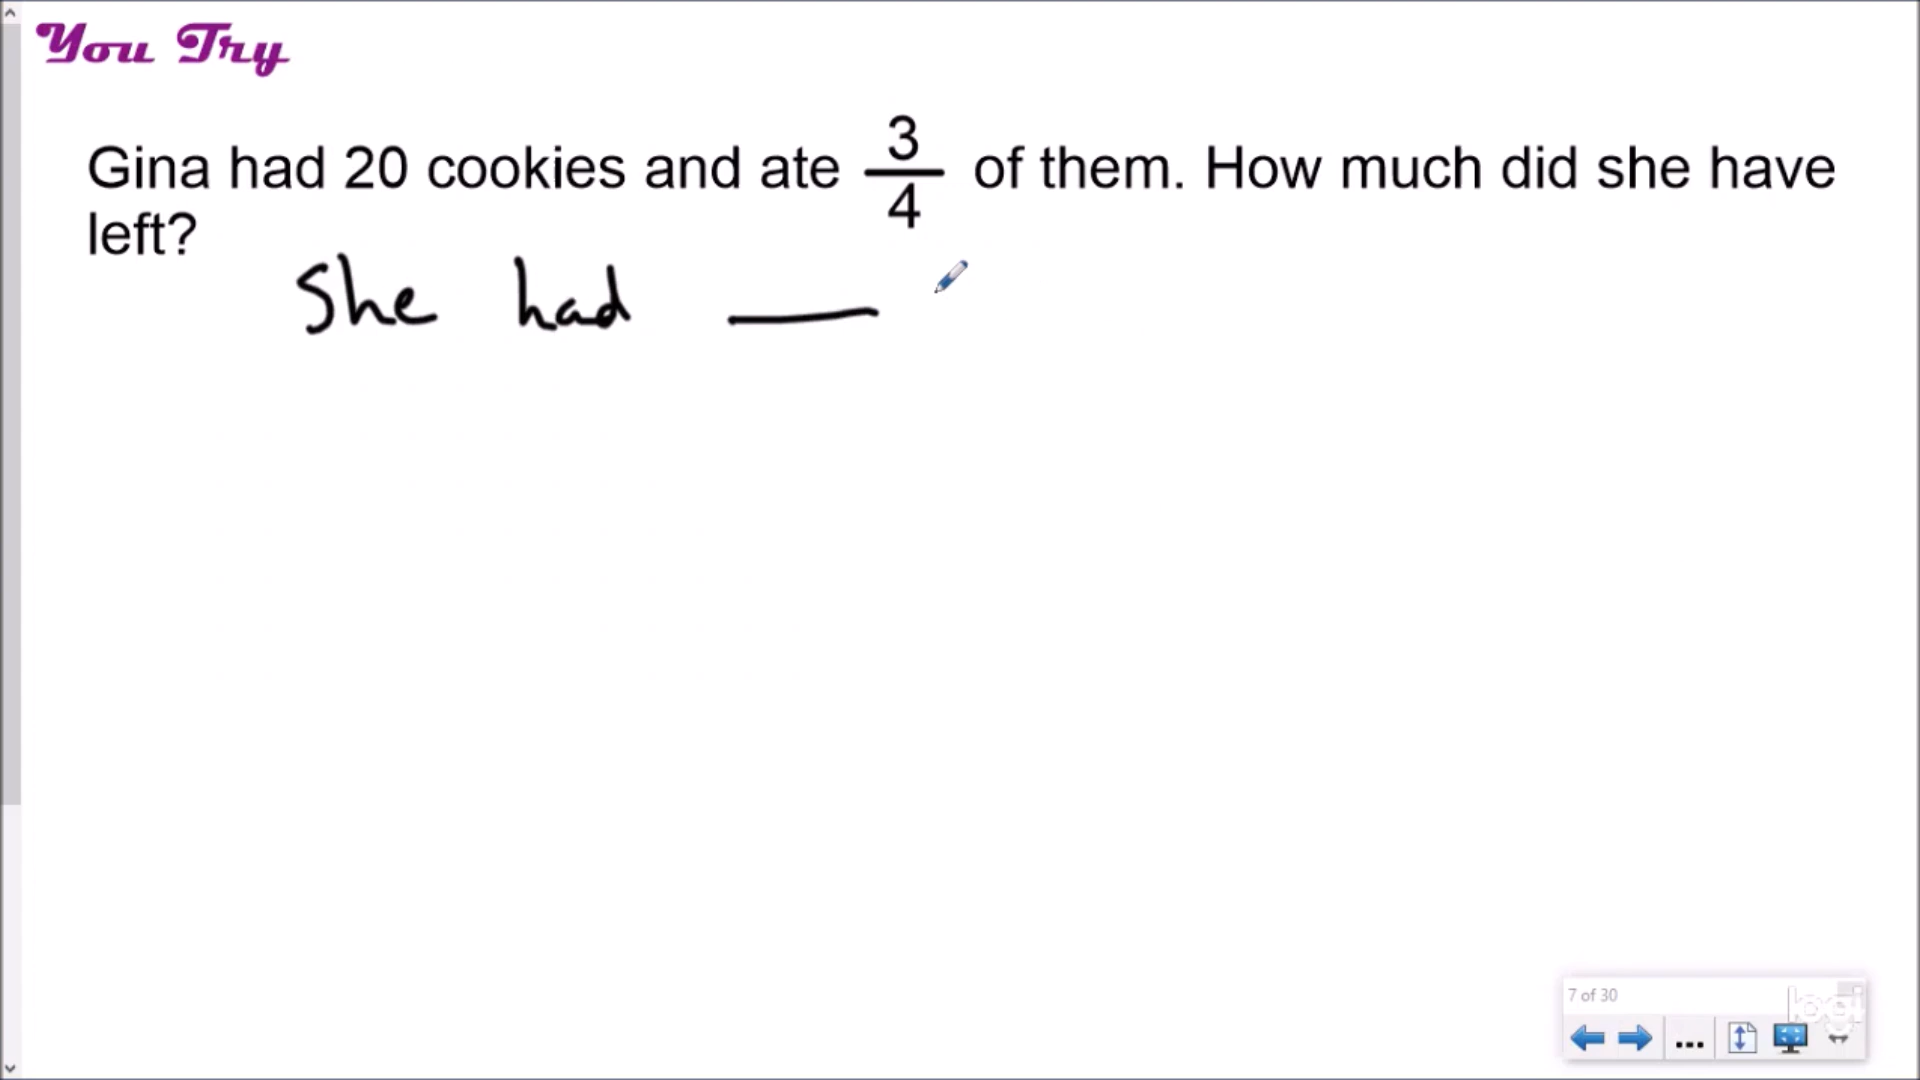 You Try
Gina had 20 cookies and ate 3/4 of them. How much did she have
left?
She had ___
7 of 30
logi